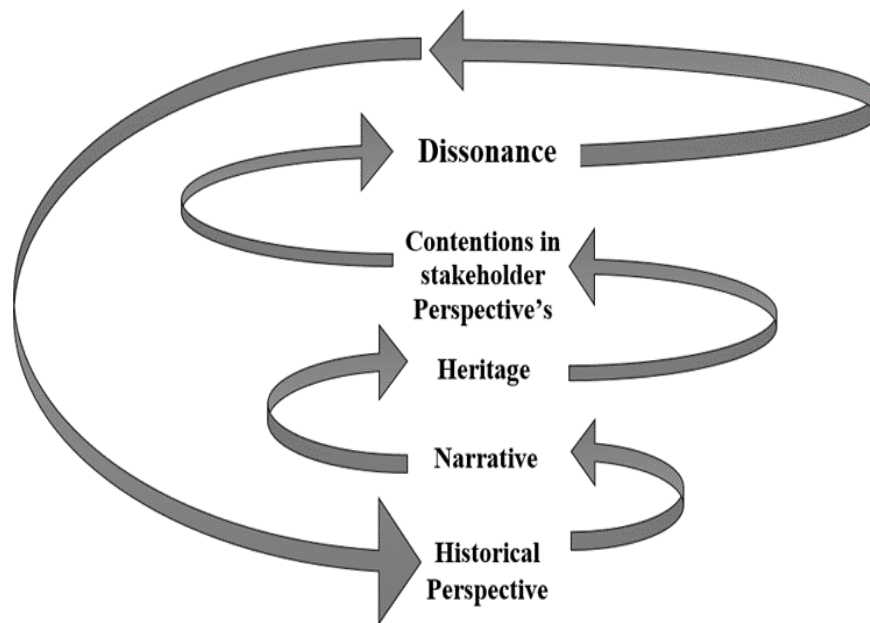 Dissonance
Contentions in
stakeholder
Perspective's
Heritage
Narrative
Historical
Perspective